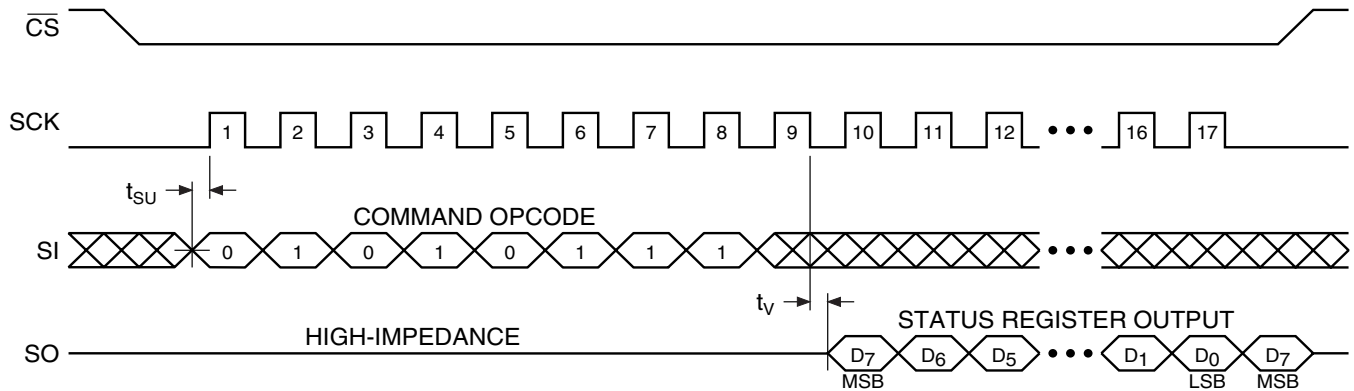 CS
SCK 1 2 3 4 5 6 7 8 9 10 11 12 ••• 16 17
tSU
COMMAND OPCODE
SI 0 1 0 1 0 1 1 1 •••
tV
HIGH-IMPEDANCE STATUS REGISTER OUTPUT
SO D7 D6 D5 ••• D1 D0 D7
MSB LSB MSB